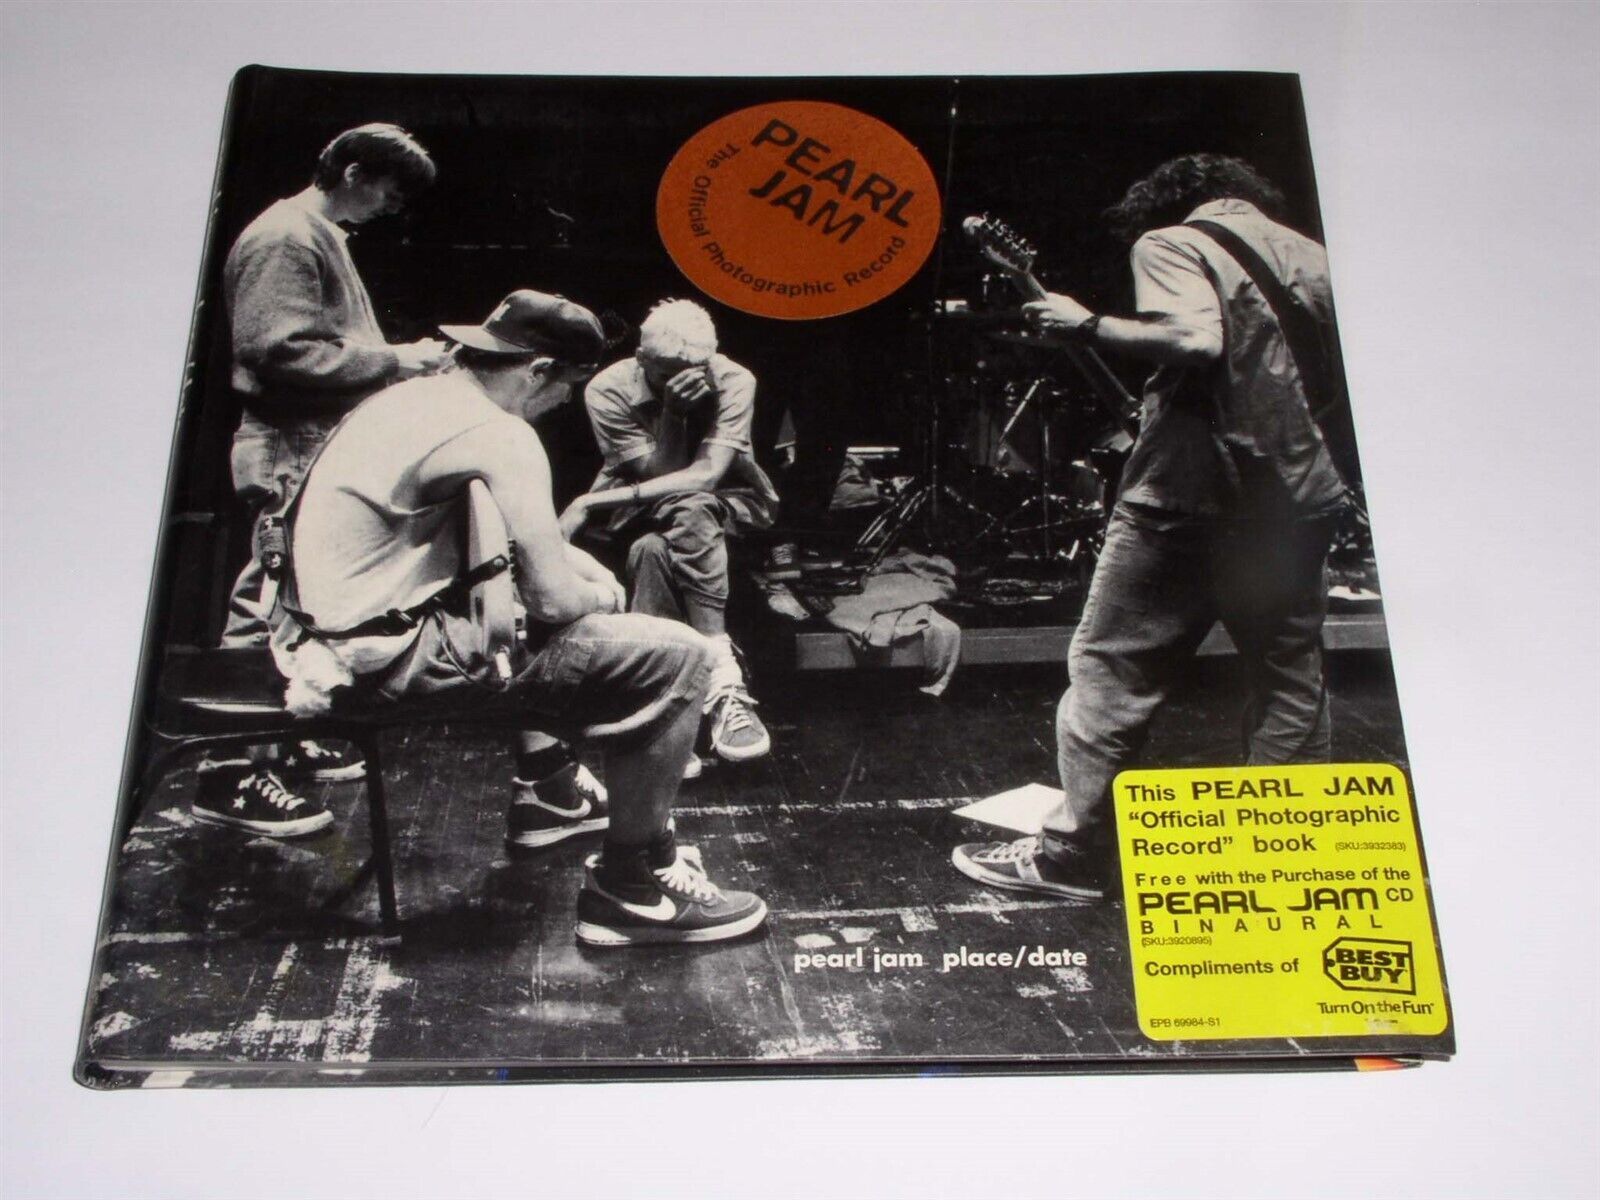 PEARL
JAM
The Official Photographic Record
pearl jam place/date
This PEARL JAM
"Official Photographic
Record" book (SKU:3932383)
Free with the Purchase of the
PEARL JAM CD
BINAURAL
(SKU:3920895)
Compliments of
BEST
BUY
Turn On the Fun
EPB 69984-S1